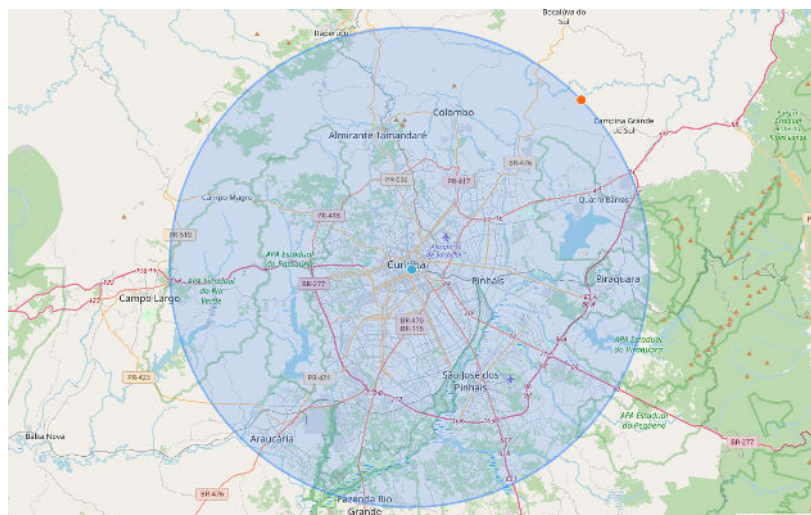 Bocaiúva do
Sul
Itaperuçu
Colombo
Campina Grande
do Sul
Almirante Tamandaré
BR-476
PR-092
PR-417
Campo Magro
Quatro Barras
PR-418
PR-510
APA Estadual
do Passaúna
Curitiba
BR-277
Pinhais
Piraquara
APA Estadual
do Rio
Verde
Campo Largo
BR-476
BR-116
APA Estadual
do Piraquara
PR-423
PR-421
São José dos
Pinhais
APA Estadual
do Pequeno
Balsa Nova
Araucária
BR-277
BR-476
Fazenda Rio
Grande